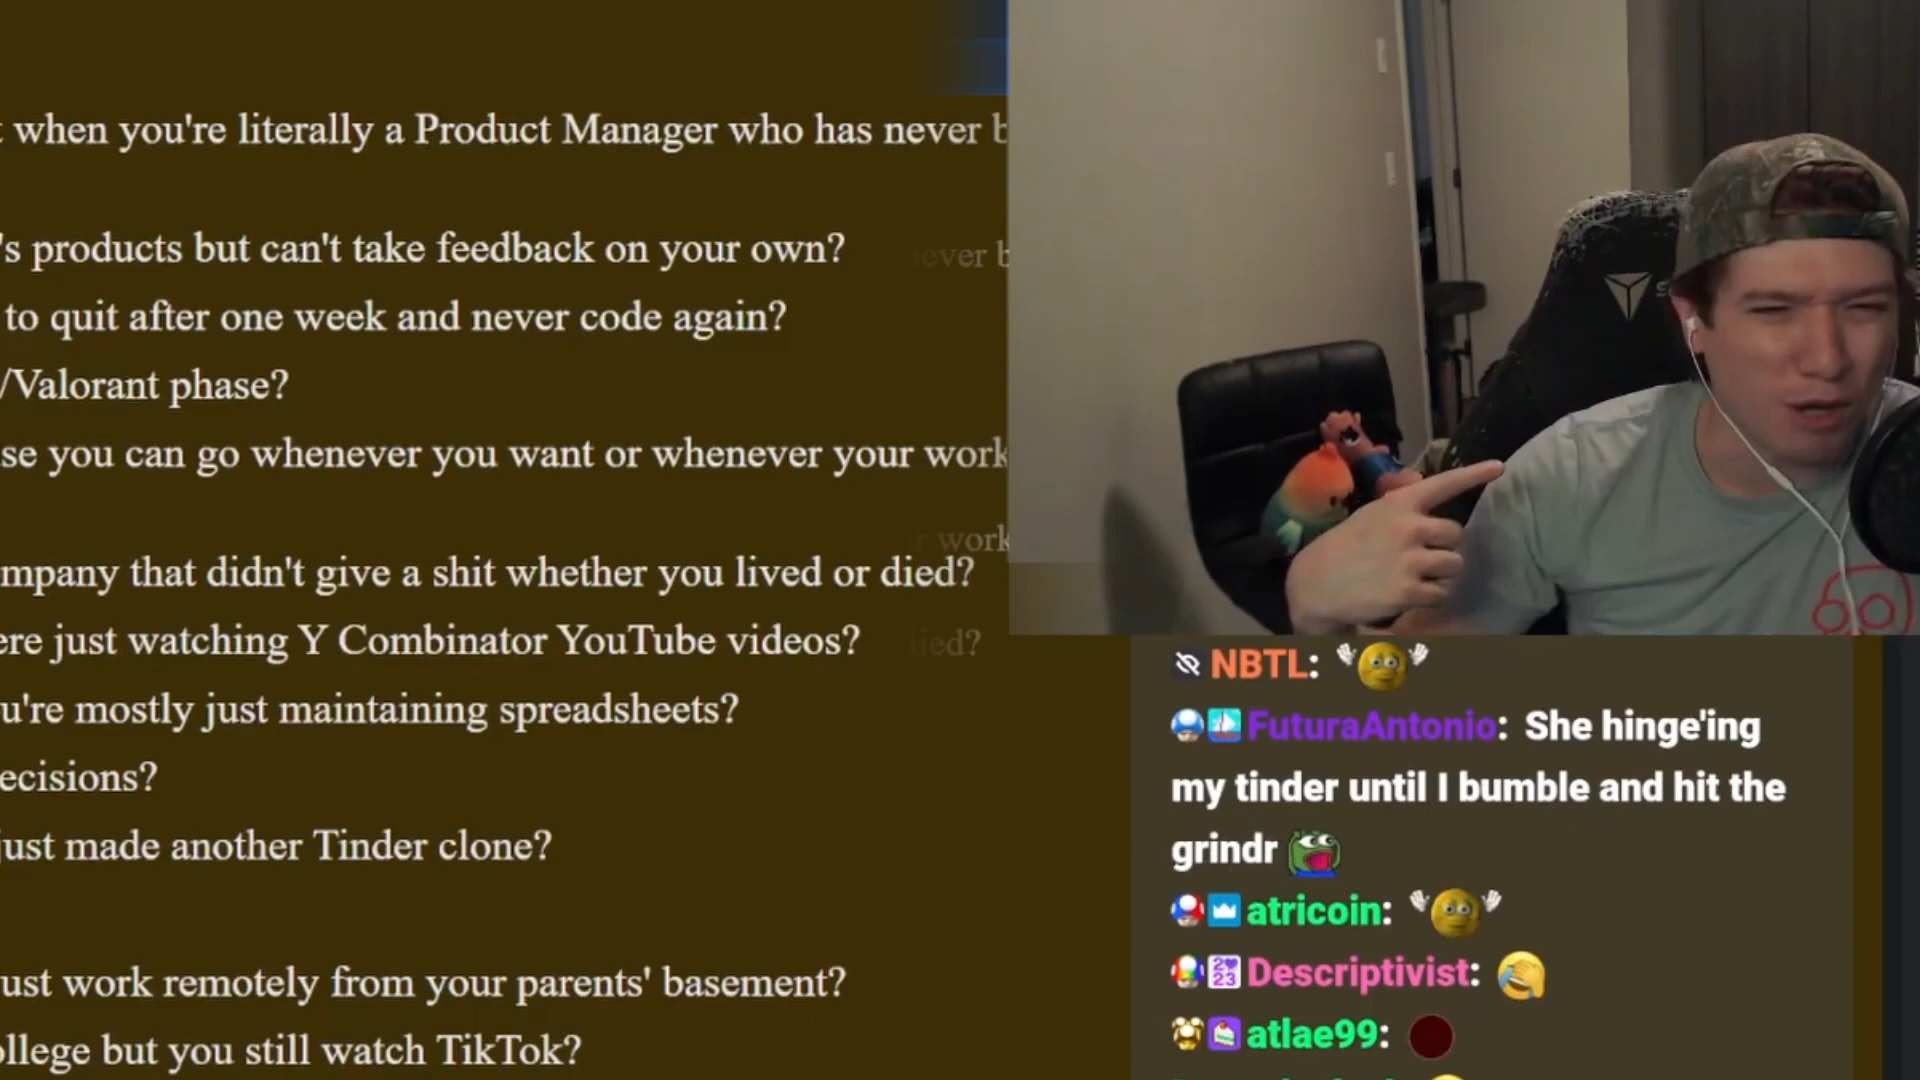 when you're literally a Product Manager who has never b
's products but can't take feedback on your own?
to quit after one week and never code again?
/Valorant phase?
se you can go whenever you want or whenever your work
mpany that didn't give a shit whether you lived or died?
ere just watching Y Combinator YouTube videos?
u're mostly just maintaining spreadsheets?
ecisions?
just made another Tinder clone?
ust work remotely from your parents' basement?
ollege but you still watch TikTok?
NBTL:
FuturaAntonio: She hinge'ing
my tinder until I bumble and hit the
grindr
atricoin:
Descriptivist:
atlae99: